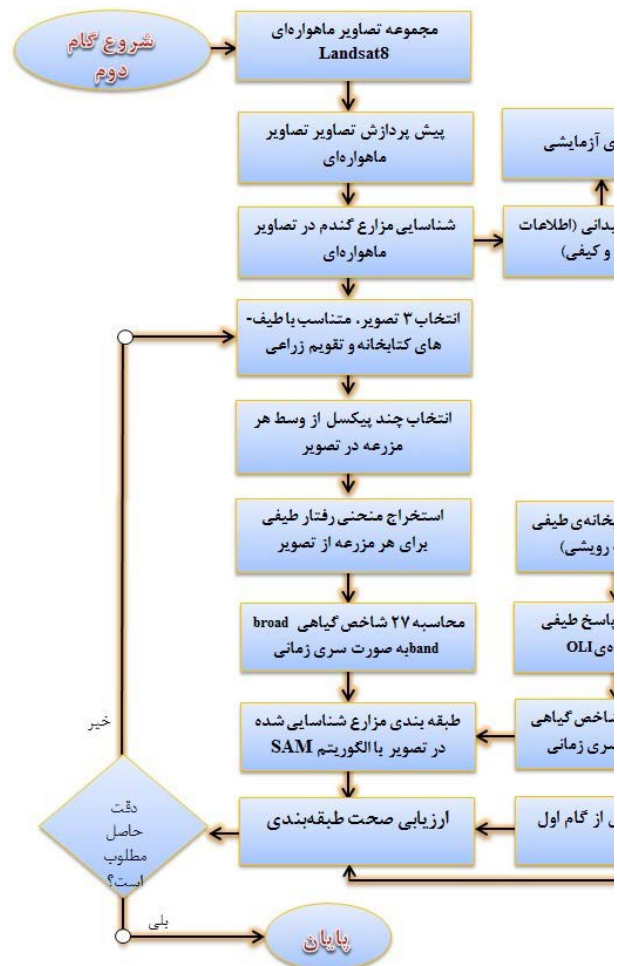 شروع گام
دوم
مجموعه تصاویر ماهواره‌ای
Landsat8
پیش پردازش تصاویر تصاویر
ماهواره‌ای
ی آزمایشی
شناسایی مزارع گندم در تصاویر
ماهواره‌ای
یدانی (اطلاعات
و کیفی)
انتخاب ۳ تصویر، متناسب با طیف-
های کتابخانه و تقویم زراعی
انتخاب چند پیکسل از وسط هر
مزرعه در تصویر
استخراج منحنی رفتار طیفی
برای هر مزرعه از تصویر
خانه‌ی طیفی
رویشی)
محاسبه ۲۷ شاخص گیاهی broad
band به صورت سری زمانی
پاسخ طیفی
ه‌ی OLI
طبقه بندی مزارع شناسایی شده
در تصویر با الگوریتم SAM
شاخص گیاهی
سری زمانی
خیر
ارزیابی صحت طبقه‌بندی
از گام اول
دقت
حاصل
مطلوب
است؟
بلی
پایان